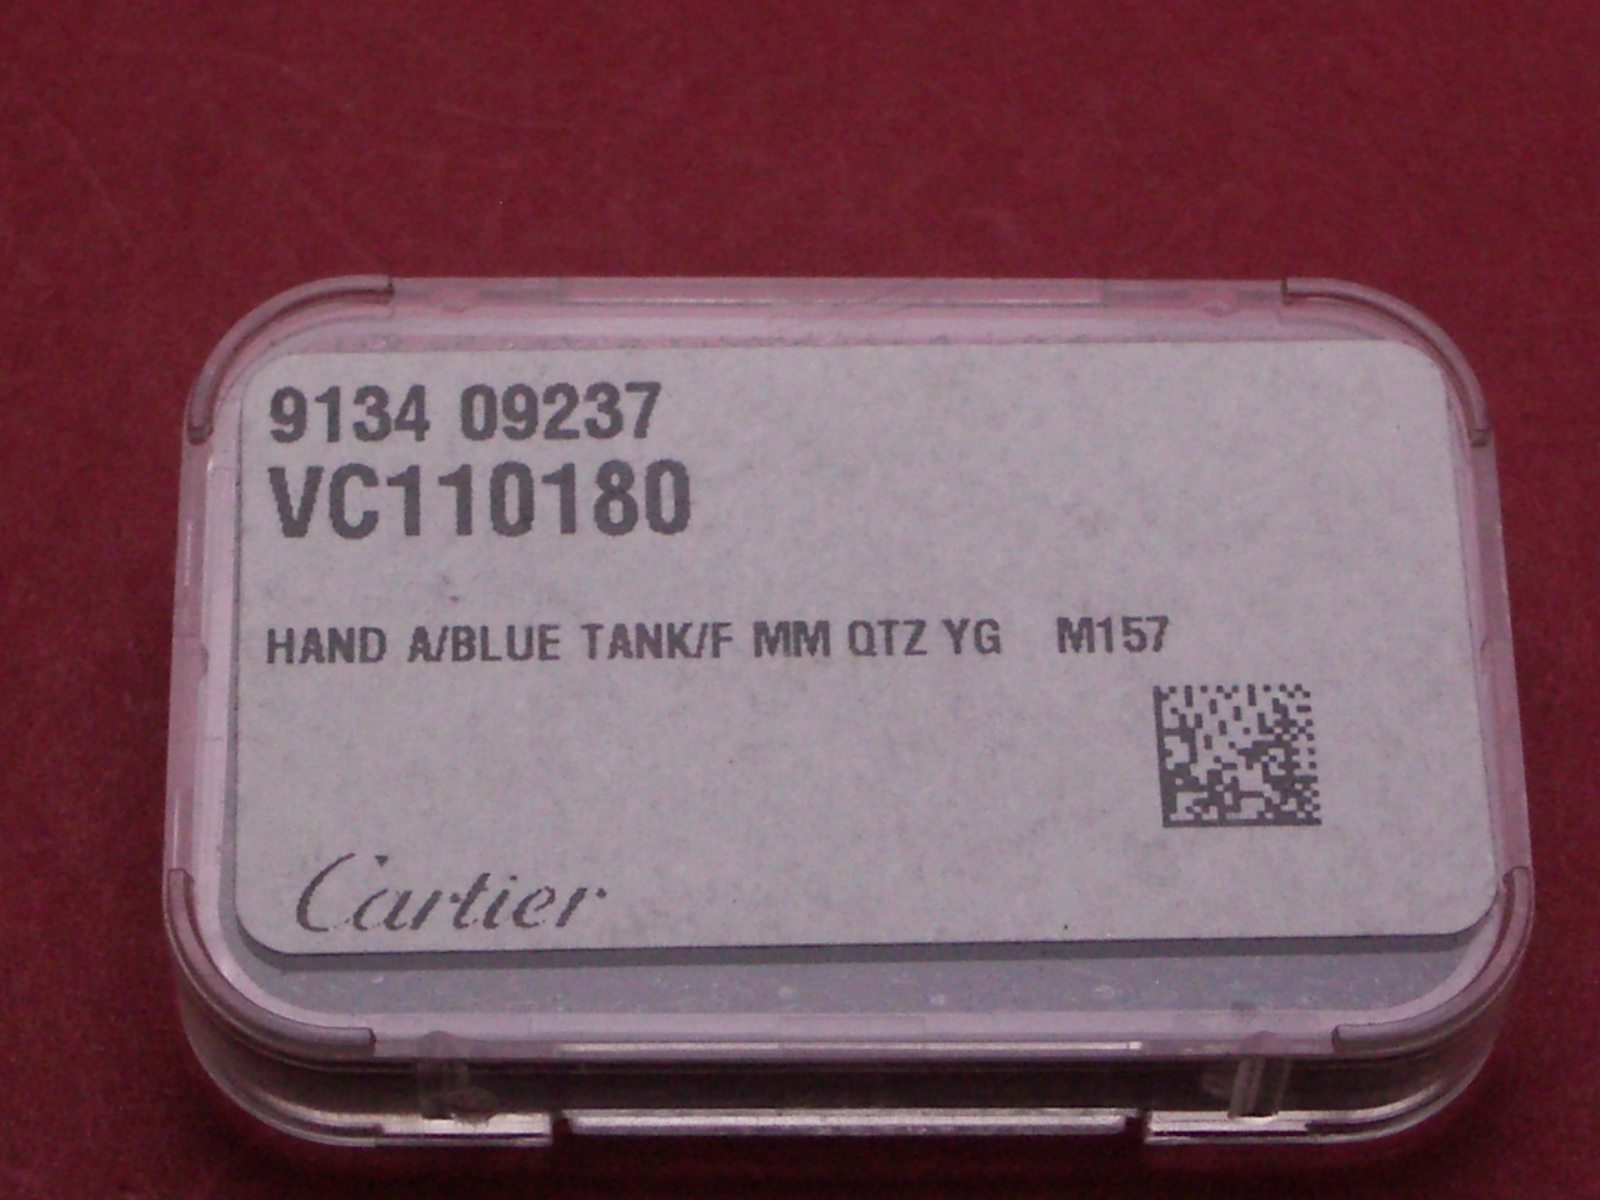 9134 09237
VC110180
HAND A/BLUE TANK/F MM QTZ YG M157
Cartier